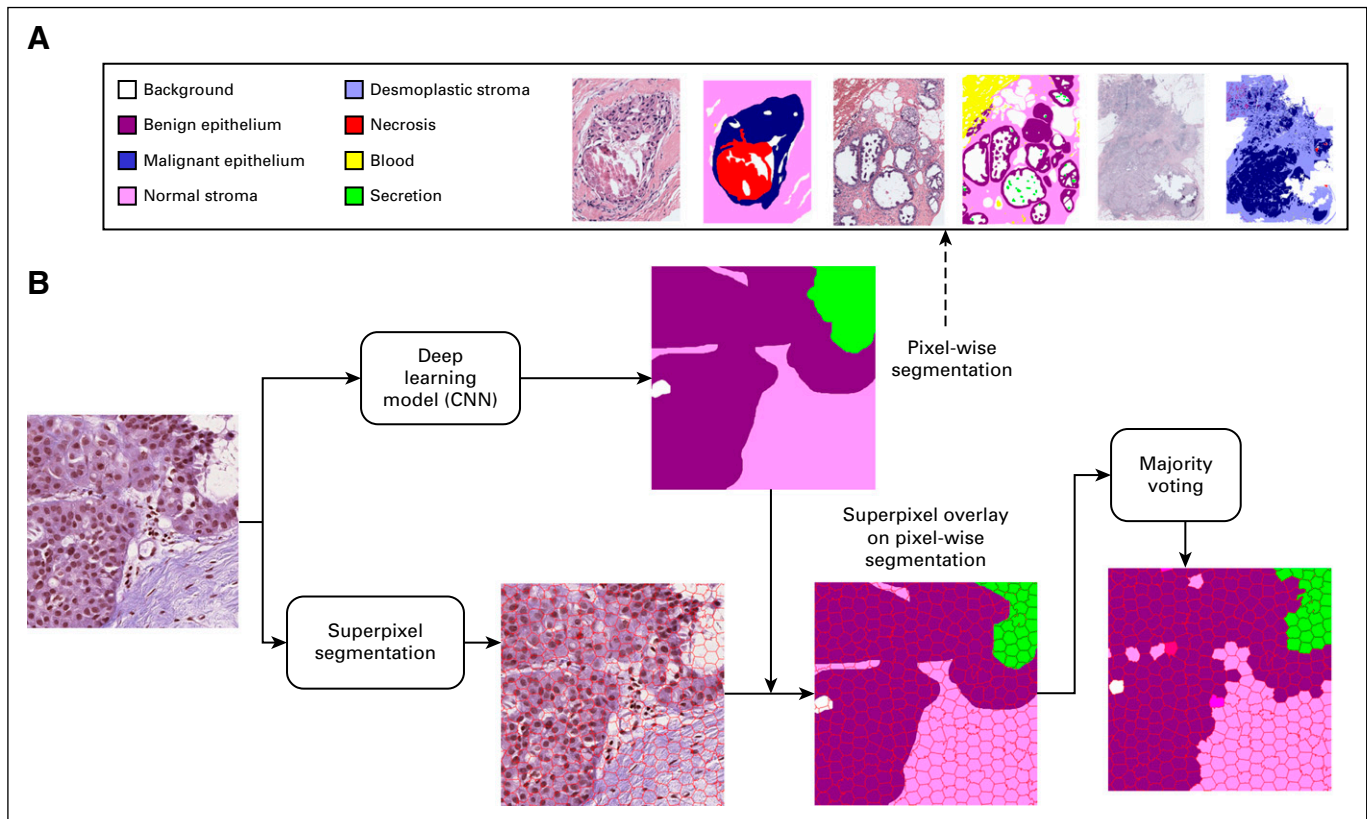 A
Background
Benign epithelium
Malignant epithelium
Normal stroma
Desmoplastic stroma
Necrosis
Blood
Secretion
B
Deep
learning
model (CNN)
Pixel-wise
segmentation
Superpixel
segmentation
Superpixel overlay
on pixel-wise
segmentation
Majority
voting